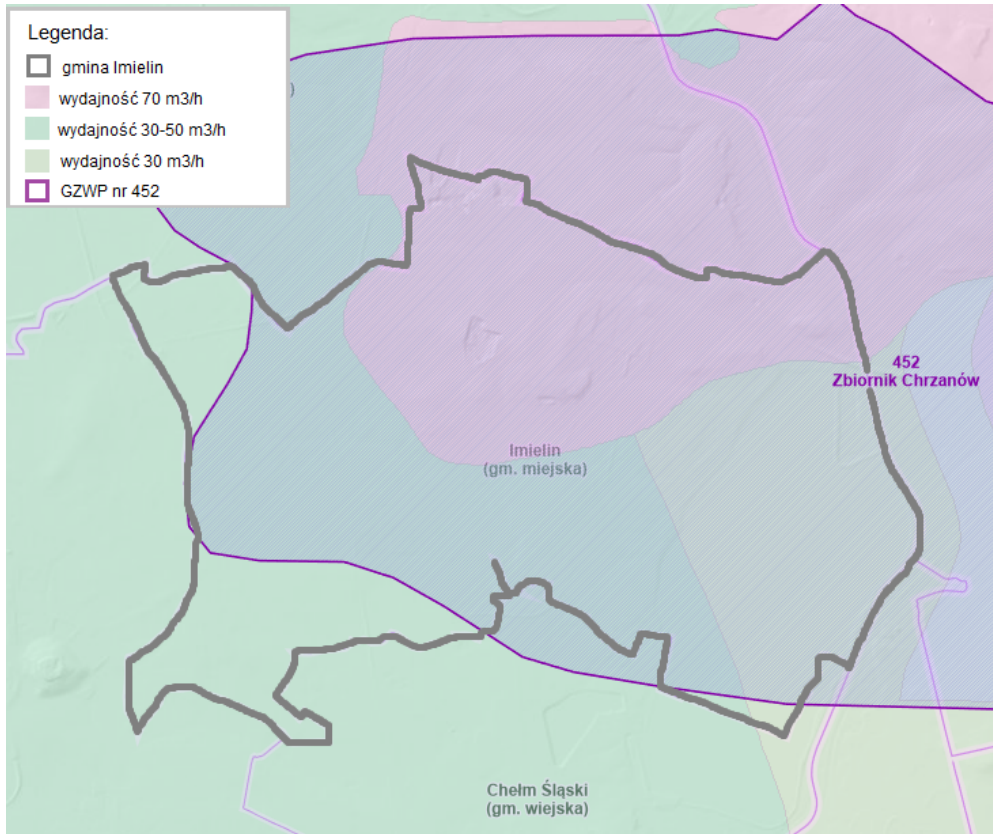 Legenda:
gmina Imielin
wydajność 70 m3/h
wydajność 30-50 m3/h
wydajność 30 m3/h
GZWP nr 452
)
452
Zbiornik Chrzanów
Imielin
(gm. miejska)
Chełm Śląski
(gm. wiejska)